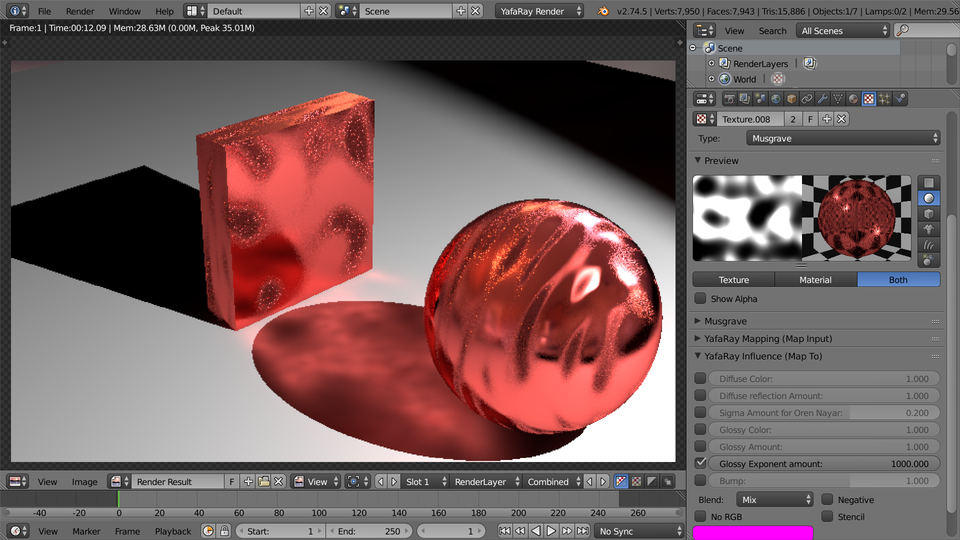 File Render Window Help Default Scene YafaRay Render v2.74.5 | Verts:7,950 | Faces:7,943 | Tris:15,886 | Objects:1/7 | Lamps:0/2 | Mem:29.56
Frame:1 | Time:00:12.09 | Mem:28.63M (0.00M, Peak 35.01M)
View Search All Scenes
Scene
RenderLayers
World
Texture.008 2 F
Type: Musgrave
Preview
Texture Material Both
Show Alpha
Musgrave
YafaRay Mapping (Map Input)
YafaRay Influence (Map To)
Diffuse Color: 1.000
Diffuse reflection Amount: 1.000
Sigma Amount for Oren Nayar: 0.200
Glossy Color: 1.000
Glossy Amount: 1.000
Glossy Exponent amount: 1000.000
Bump: 1.000
Blend: Mix Negative
No RGB Stencil
View Image Render Result F View Slot 1 RenderLayer Combined
-40 -20 0 20 40 60 80 100 120 140 160 180 200 220 240 260
View Marker Frame Playback Start: 1 End: 250 1 No Sync